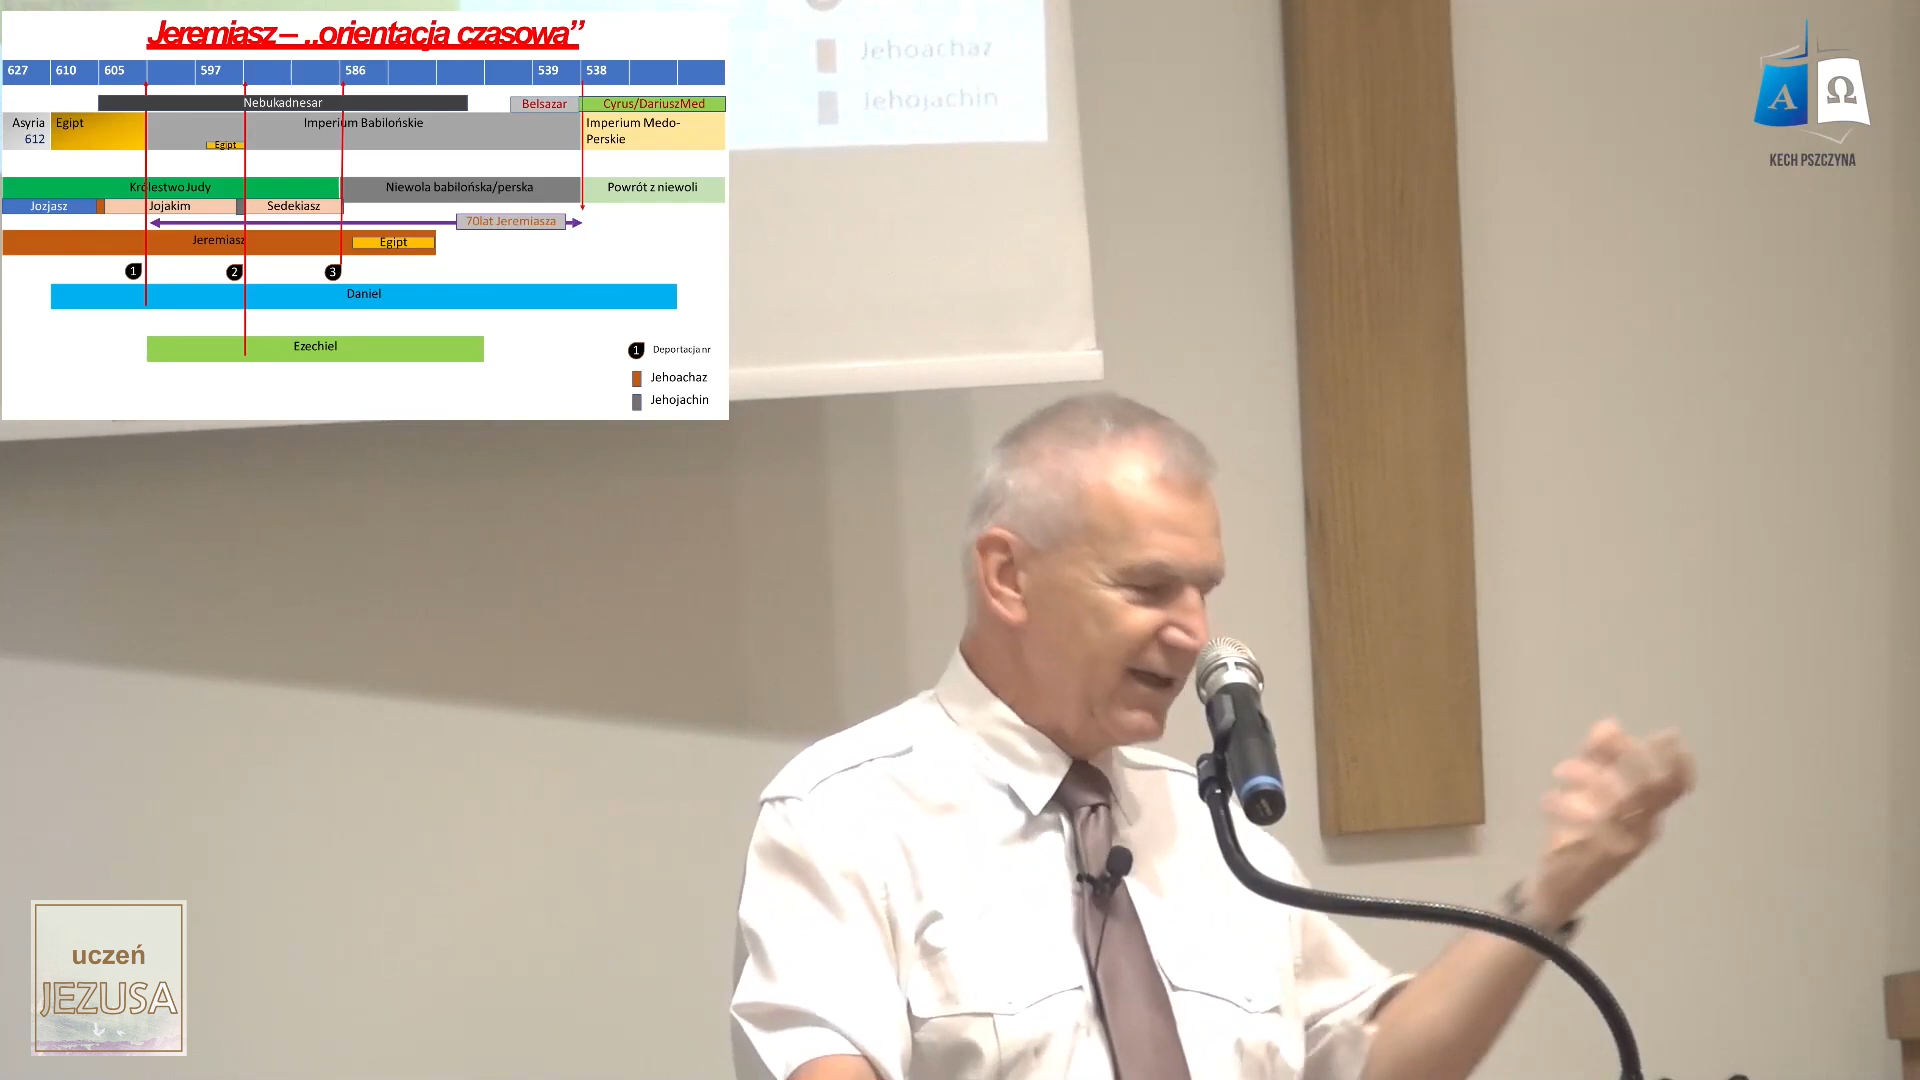 Jeremiasz – „orientacja czasowa”
627 610 605 597 586 539 538
Nebukadnesar
Belsazar
Cyrus/DariuszMed
Asyria
612
Egipt
Imperium Babilońskie
Egipt
Imperium Medo-
Perskie
Królestwo Judy
Niewola babilońska/perska
Powrót z niewoli
Jozjasz
Jojakim
Sedekiasz
70lat Jeremiasza
Jeremiasz
Egipt
1 2 3
Daniel
Ezechiel
1 Deportacja nr
Jehoachaz
Jehojachin
Jehoachaz
Jehojachin
A Ω
KECH PSZCZYNA
uczeń
JEZUSA